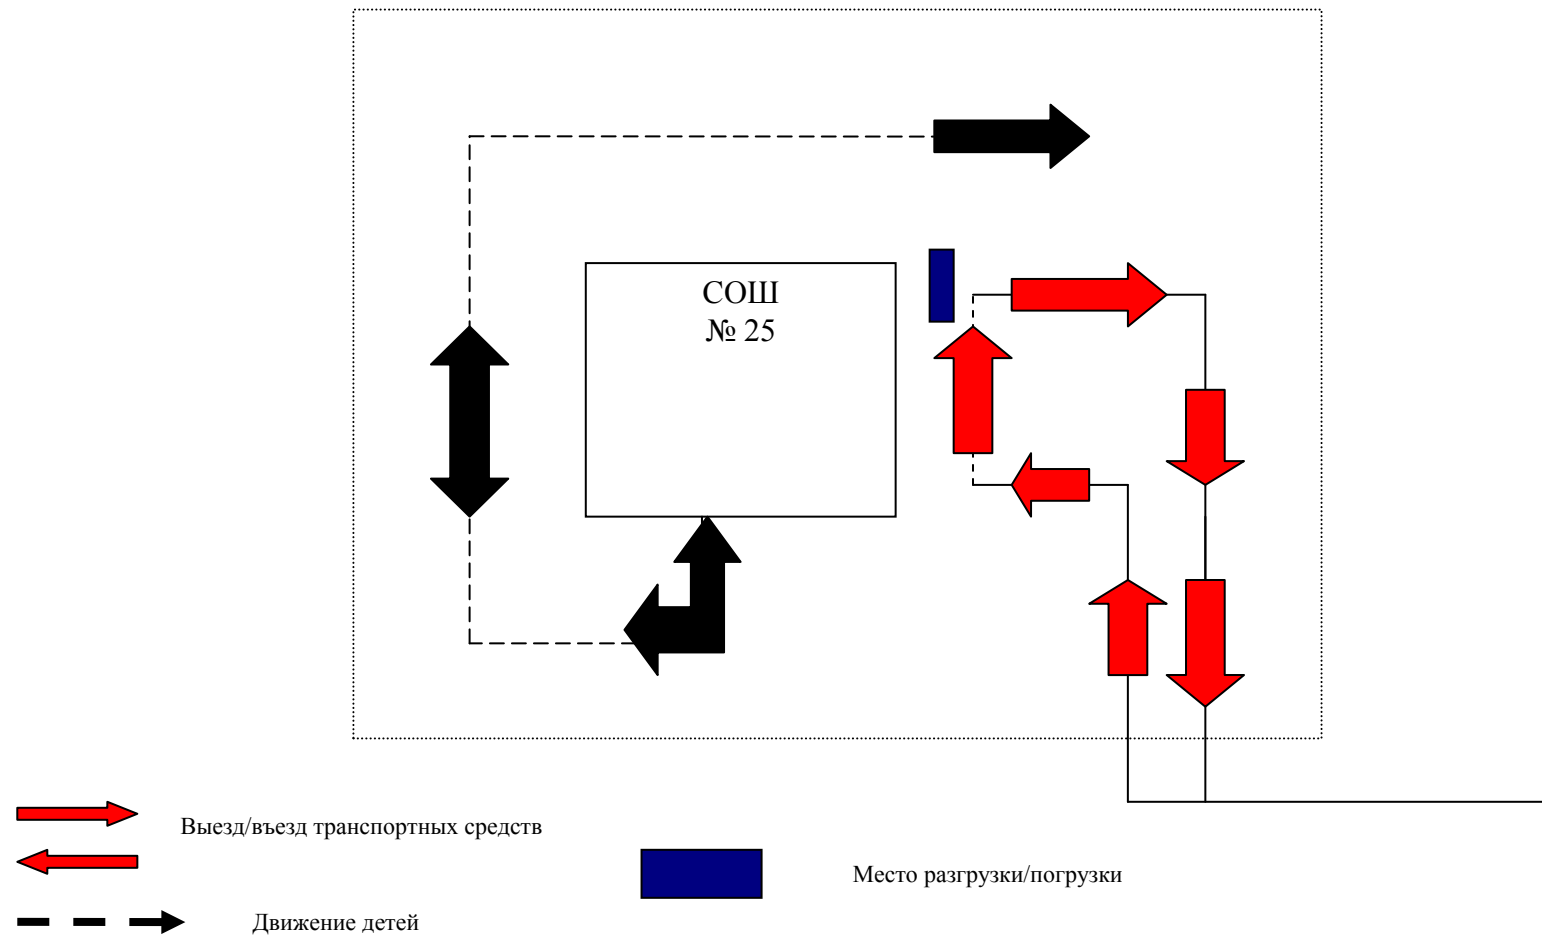 СОШ
№ 25
Выезд/въезд транспортных средств
Место разгрузки/погрузки
Движение детей